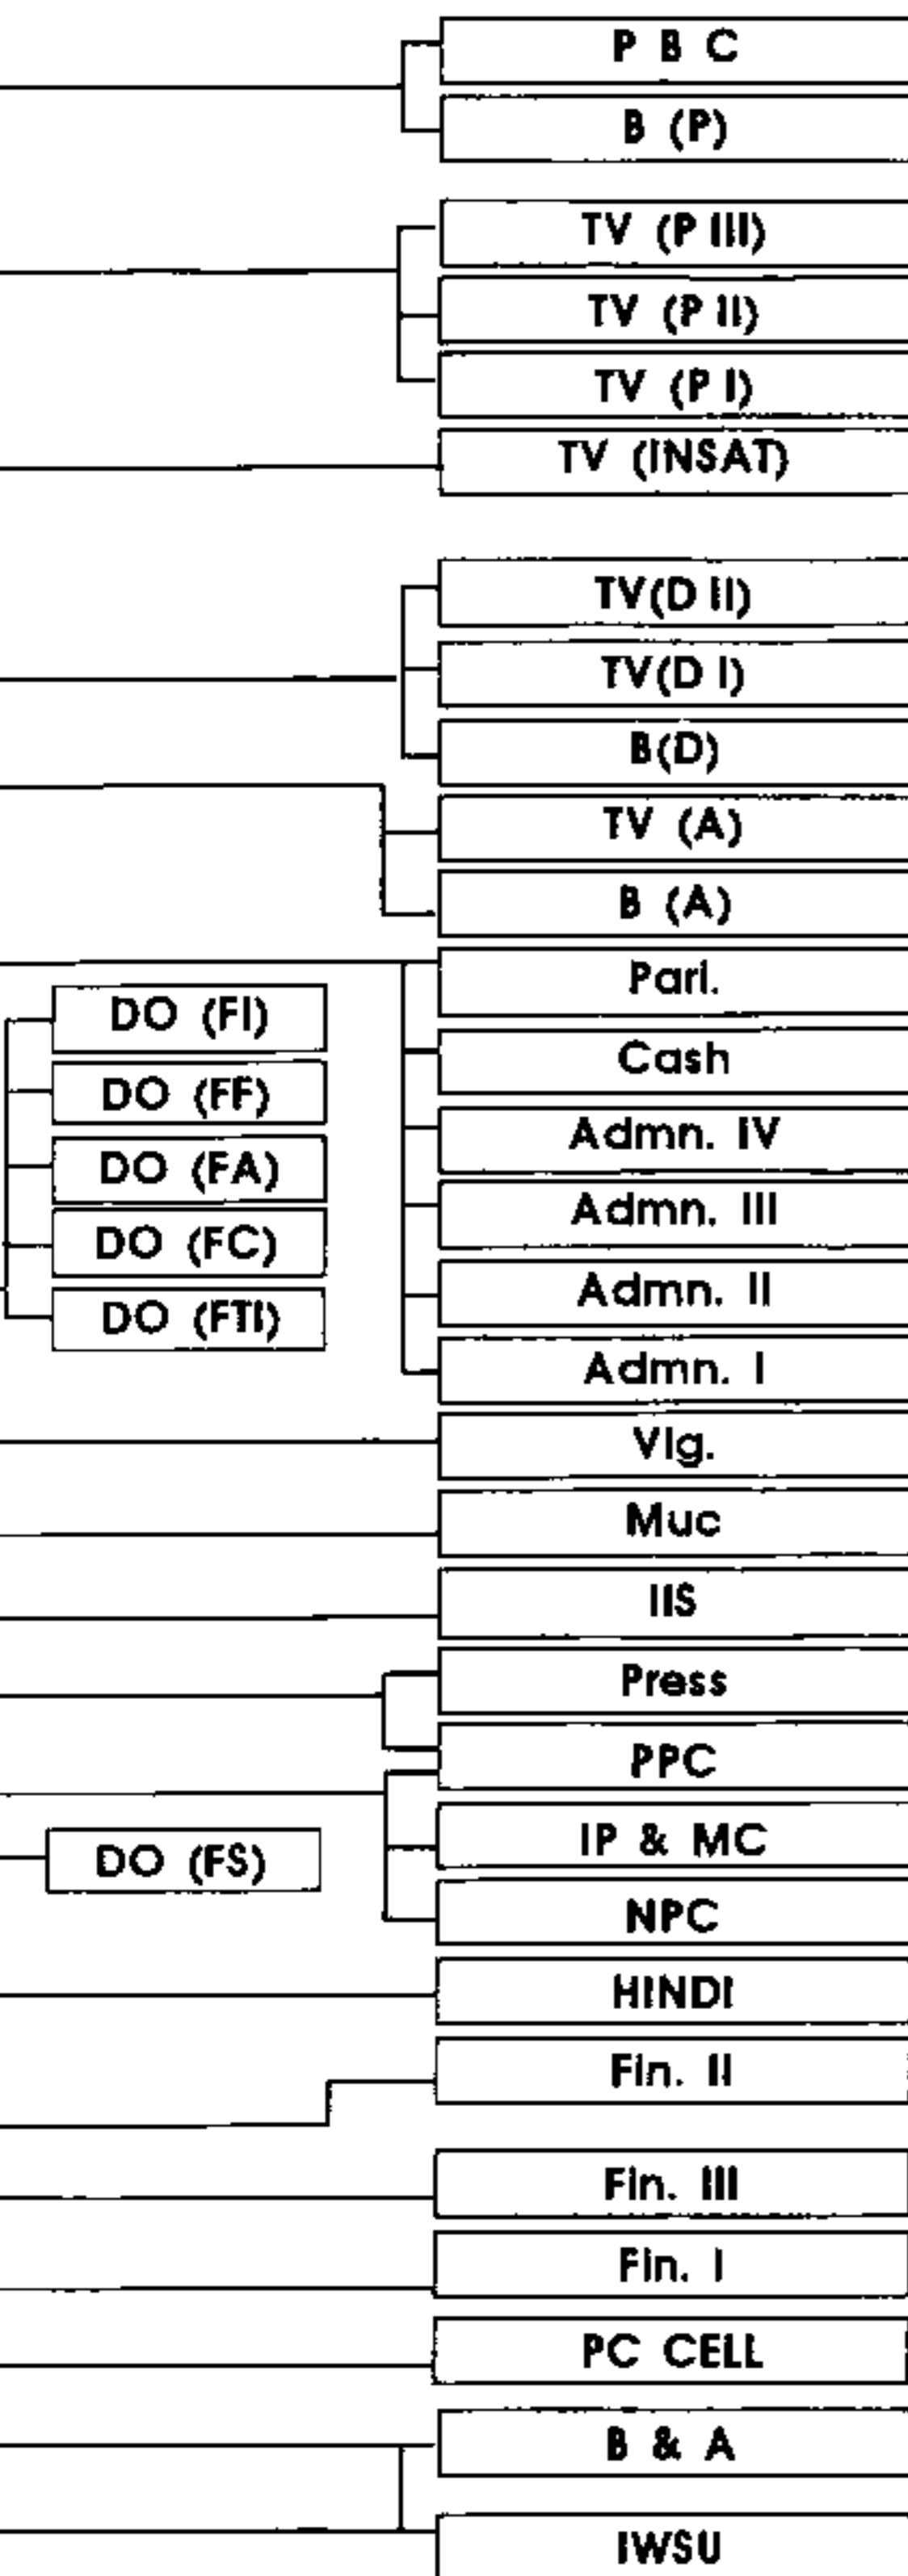 P B C
B (P)
TV (P III)
TV (P II)
TV (P I)
TV (INSAT)
TV(D II)
TV(D I)
B(D)
TV (A)
B (A)
Parl.
DO (FI)
DO (FF)
DO (FA)
DO (FC)
DO (FTI)
Cash
Admn. IV
Admn. III
Admn. II
Admn. I
Vig.
Muc
IIS
Press
PPC
IP & MC
DO (FS)
NPC
HINDI
Fin. II
Fin. III
Fin. I
PC CELL
B & A
IWSU